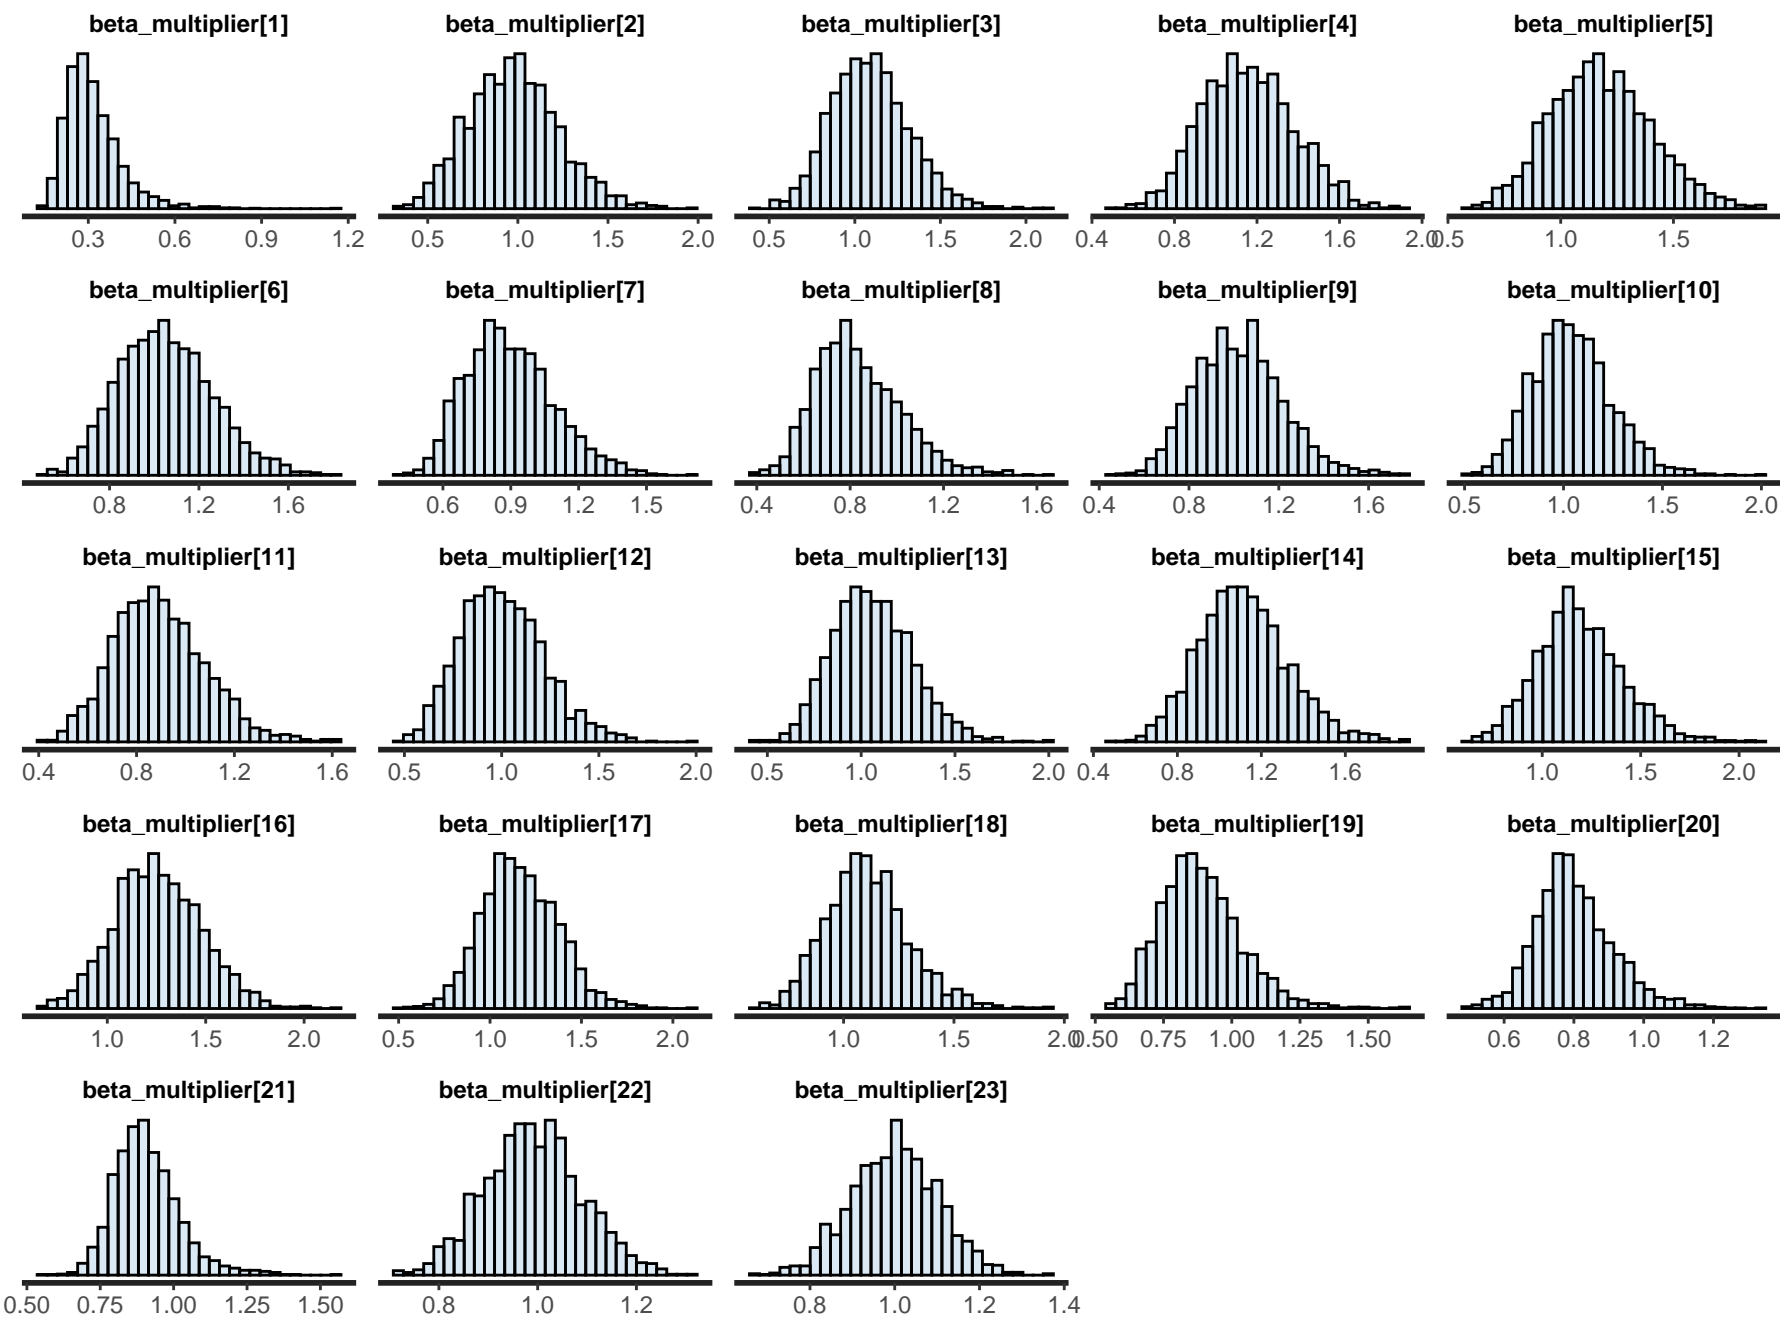 beta_multiplier[1] beta_multiplier[2] beta_multiplier[3] beta_multiplier[4] beta_multiplier[5]
0.3 0.6 0.9 1.2 0.5 1.0 1.5 2.0 0.5 1.0 1.5 2.0 0.4 0.8 1.2 1.6 2.0 0.5 1.0 1.5
beta_multiplier[6] beta_multiplier[7] beta_multiplier[8] beta_multiplier[9] beta_multiplier[10]
0.8 1.2 1.6 0.6 0.9 1.2 1.5 0.4 0.8 1.2 1.6 0.4 0.8 1.2 1.6 0.5 1.0 1.5 2.0
beta_multiplier[11] beta_multiplier[12] beta_multiplier[13] beta_multiplier[14] beta_multiplier[15]
0.4 0.8 1.2 1.6 0.5 1.0 1.5 2.0 0.5 1.0 1.5 2.0 0.4 0.8 1.2 1.6 1.0 1.5 2.0
beta_multiplier[16] beta_multiplier[17] beta_multiplier[18] beta_multiplier[19] beta_multiplier[20]
1.0 1.5 2.0 0.5 1.0 1.5 2.0 1.0 1.5 2.0 0.50 0.75 1.00 1.25 1.50 0.6 0.8 1.0 1.2
beta_multiplier[21] beta_multiplier[22] beta_multiplier[23]
0.50 0.75 1.00 1.25 1.50 0.8 1.0 1.2 0.8 1.0 1.2 1.4